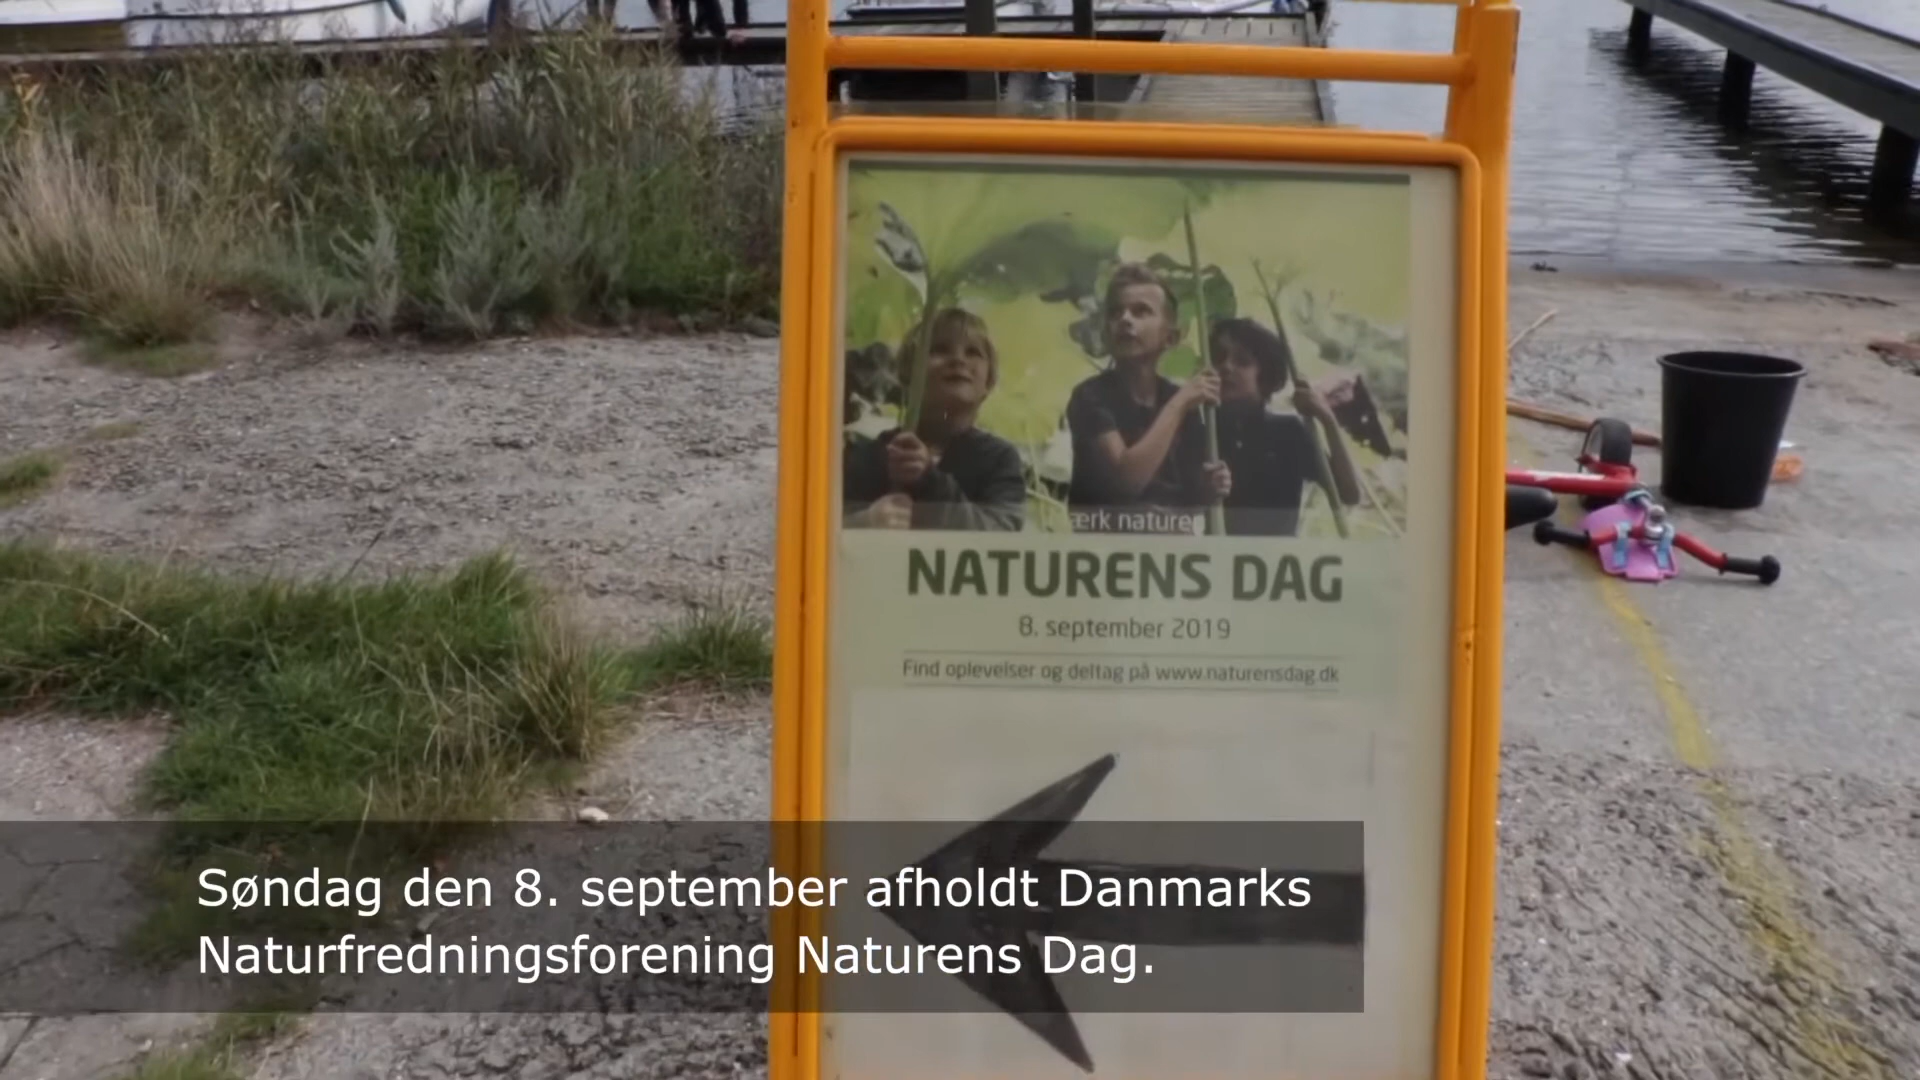 ærk naturen
NATURENS DAG
8. september 2019
Find oplevelser og deltag på www.naturensdag.dk
Søndag den 8. september afholdt Danmarks
Naturfredningsforening Naturens Dag.